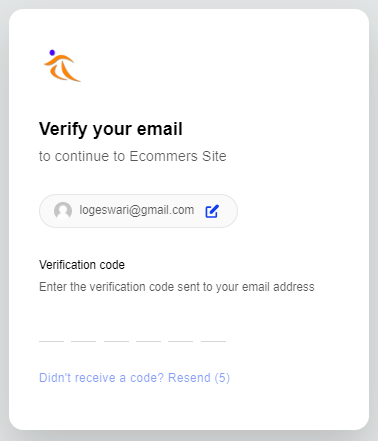 Verify your email
to continue to Ecommers Site
logeswari@gmail.com
Verification code
Enter the verification code sent to your email address
Didn't receive a code? Resend (5)